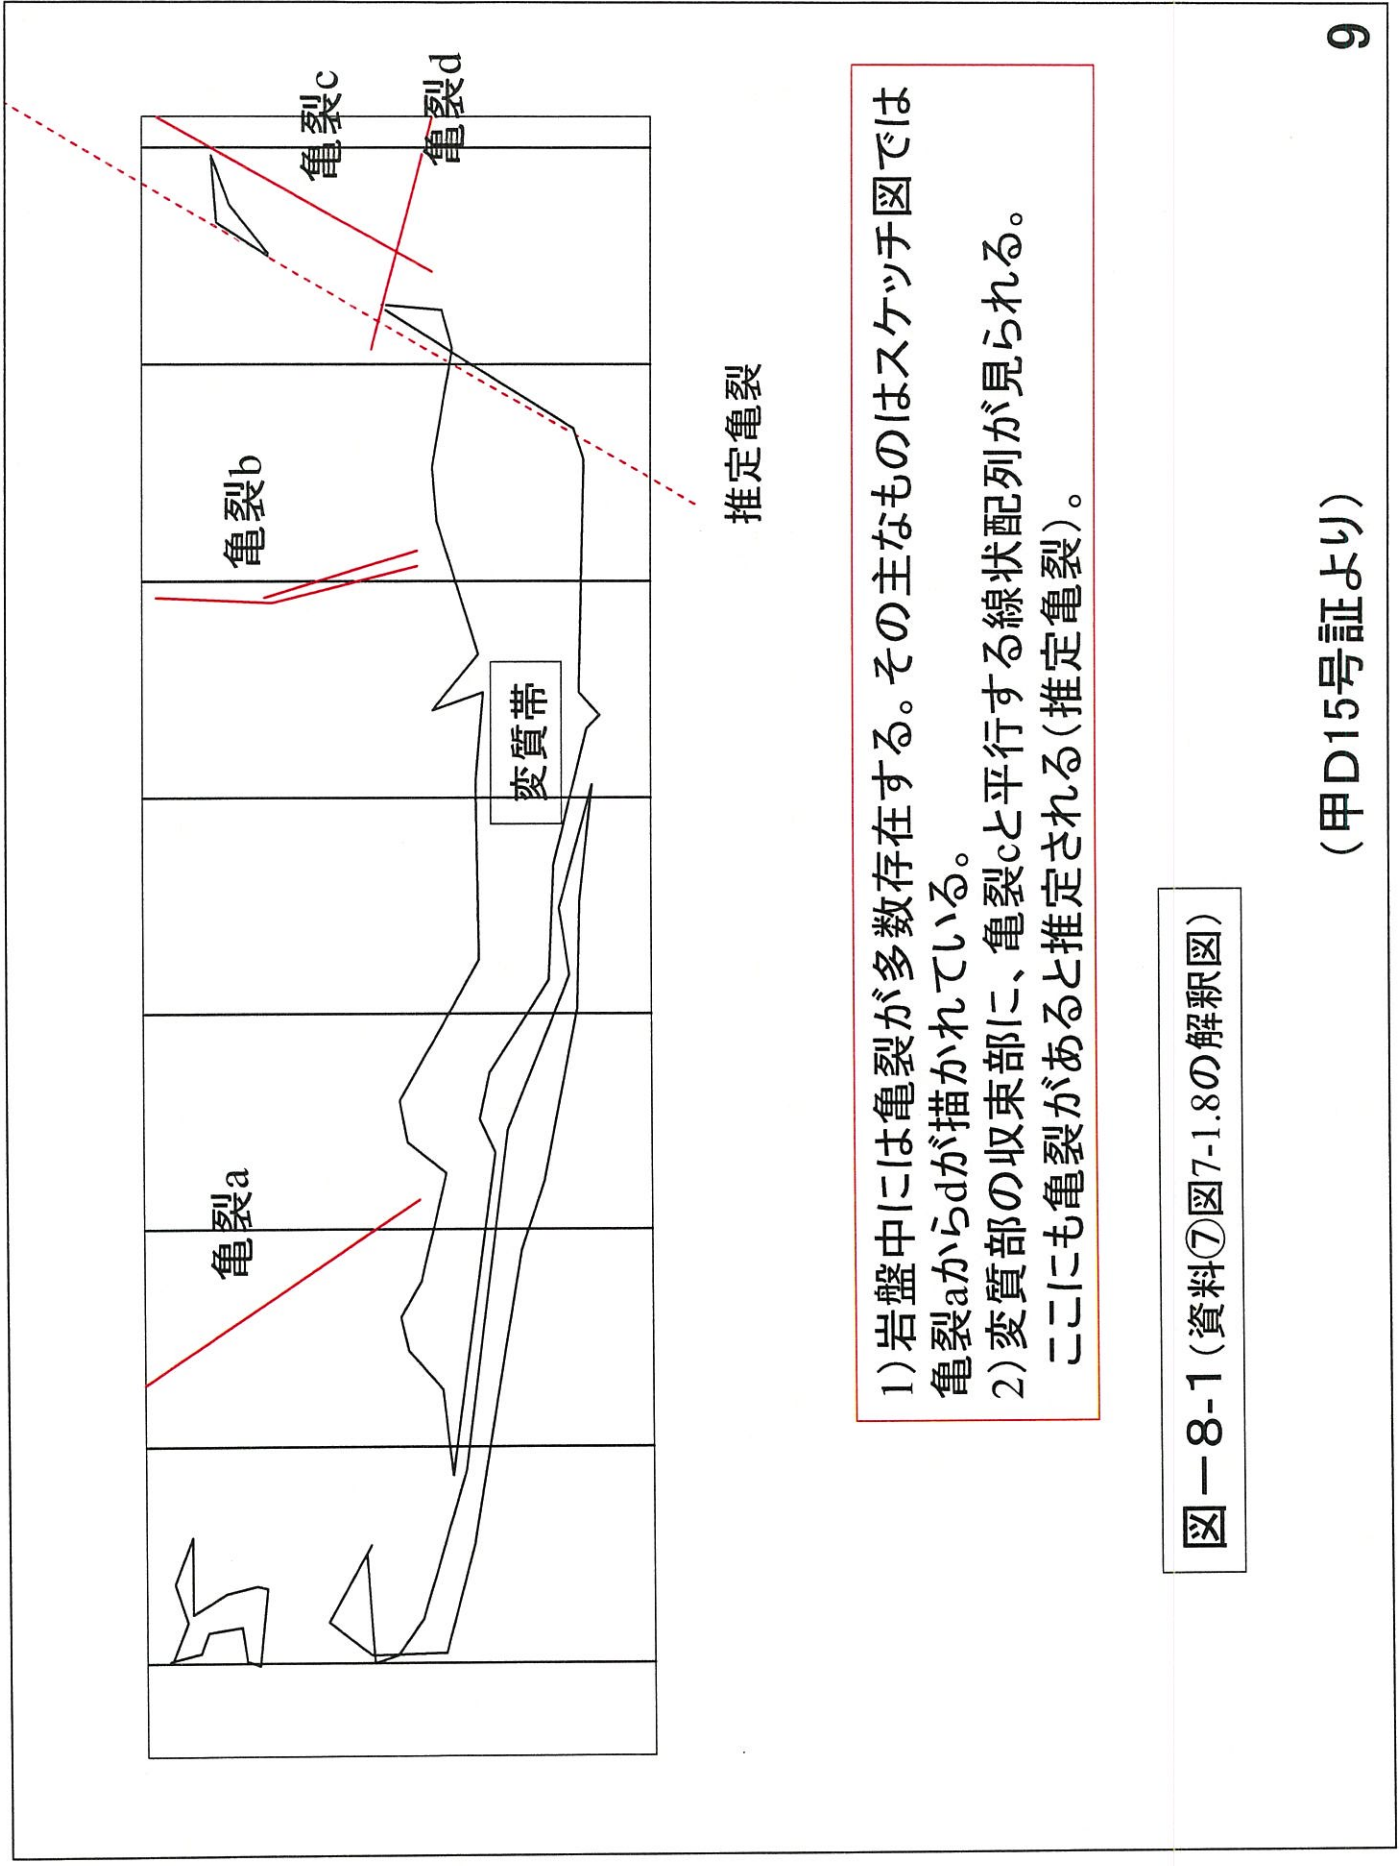 亀裂a
亀裂b
亀裂c
亀裂d
変質帯
推定亀裂
1)岩盤中には亀裂が多数存在する。その主なものはスケッチ図では
亀裂aからdが描かれている。
2)変質部の収束部に、亀裂cと平行する線状配列が見られる。
ここにも亀裂があると推定される(推定亀裂)。
図－8-1(資料⑦図7-1.8の解釈図)
(甲D15号証より)
9